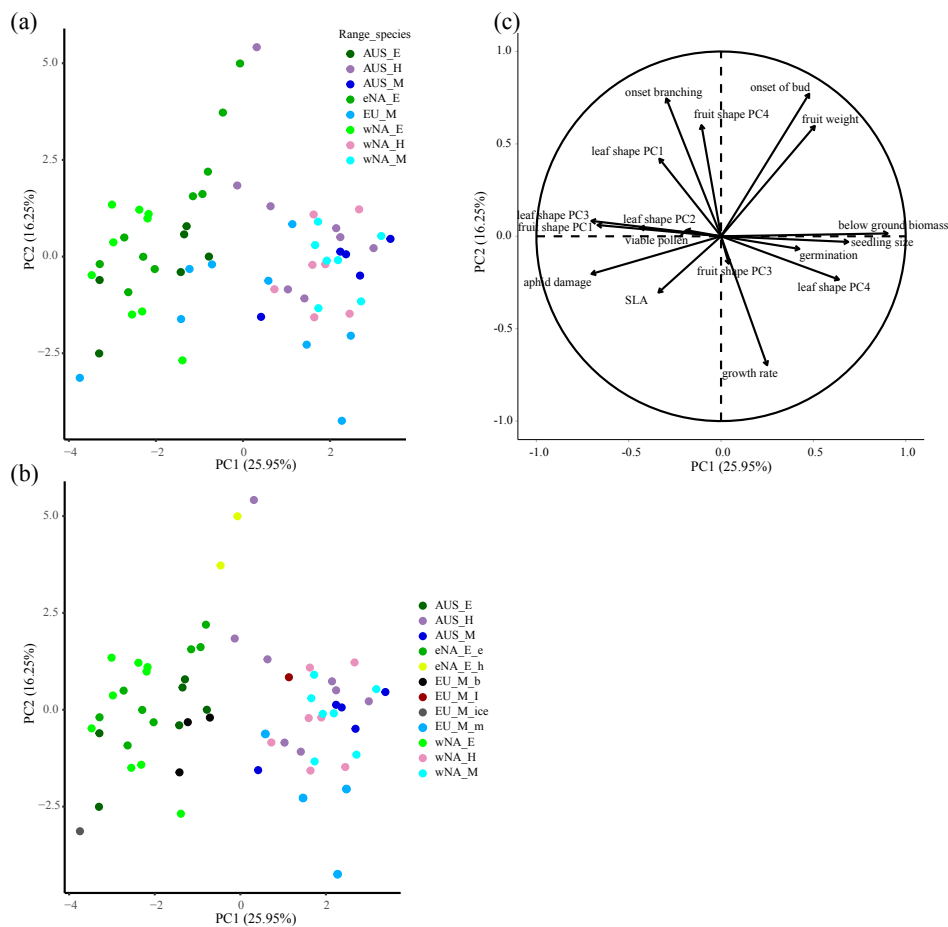 (a)
Range_species
AUS_E
AUS_H
AUS_M
eNA_E
EU_M
wNA_E
wNA_H
wNA_M
5.0
2.5
0.0
−2.5
PC2 (16.25%)
−4
−2
0
2
PC1 (25.95%)
(c)
1.0
0.5
0.0
-0.5
-1.0
PC2 (16.25%)
onset branching
onset of bud
fruit shape PC4
fruit weight
leaf shape PC1
leaf shape PC3
leaf shape PC2
fruit shape PC1
below ground biomass
viable pollen
seedling size
germination
fruit shape PC3
aphid damage
leaf shape PC4
SLA
growth rate
-1.0
-0.5
0.0
0.5
1.0
PC1 (25.95%)
(b)
5.0
2.5
0.0
−2.5
PC2 (16.25%)
−4
−2
0
2
PC1 (25.95%)
AUS_E
AUS_H
AUS_M
eNA_E_e
eNA_E_h
EU_M_b
EU_M_I
EU_M_ice
EU_M_m
wNA_E
wNA_H
wNA_M